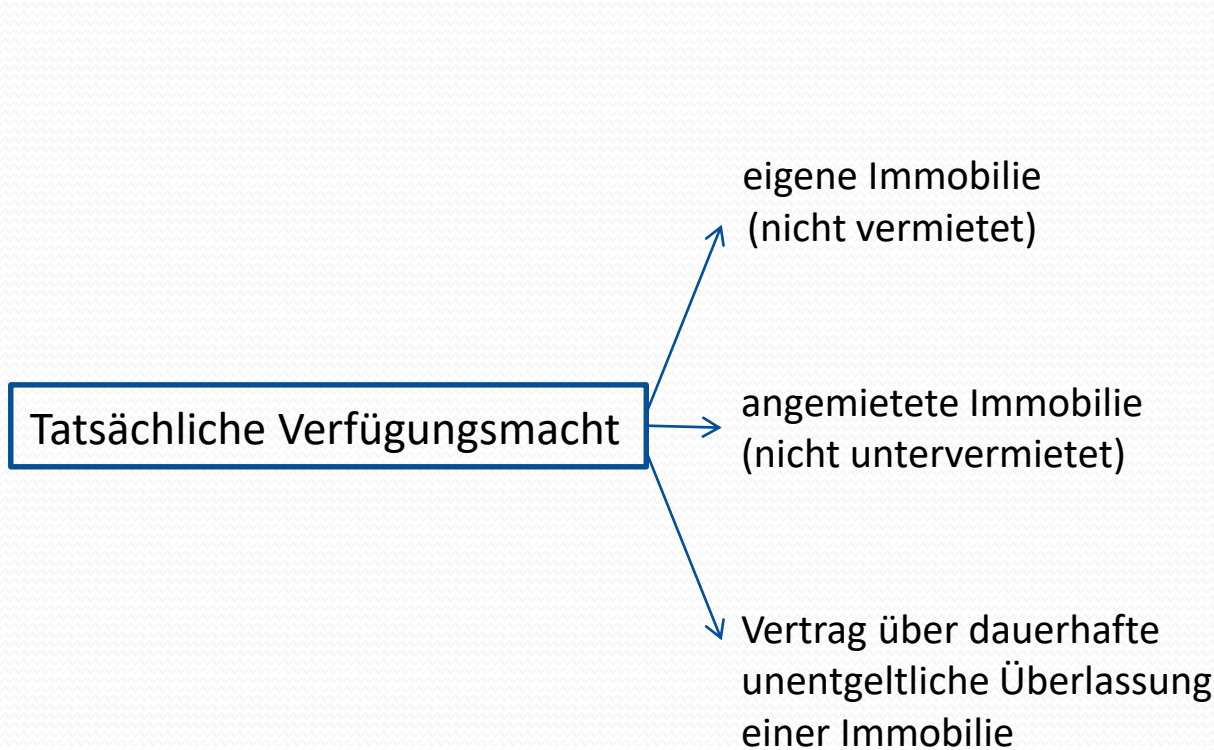 eigene Immobilie
(nicht vermietet)
Tatsächliche Verfügungsmacht
angemietete Immobilie
(nicht untervermietet)
Vertrag über dauerhafte
unentgeltliche Überlassung
einer Immobilie